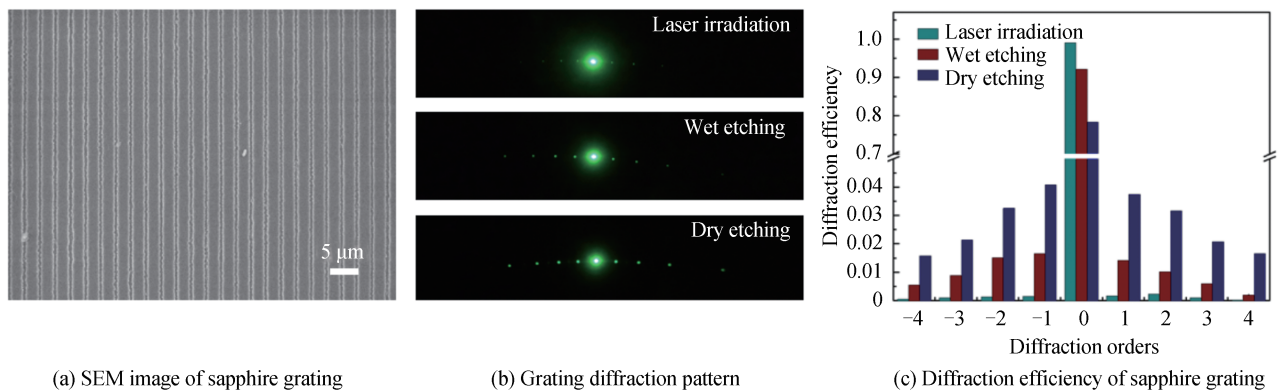 5 μm
(a) SEM image of sapphire grating
Laser irradiation
Wet etching
Dry etching
(b) Grating diffraction pattern
Laser irradiation
Wet etching
Dry etching
Diffraction efficiency
1.0
0.9
0.8
0.7
0.04
0.03
0.02
0.01
0
−4 −3 −2 −1 0 1 2 3 4
Diffraction orders
(c) Diffraction efficiency of sapphire grating